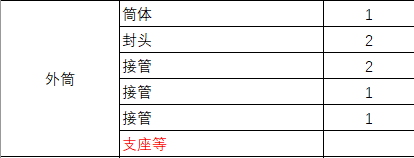 外筒
筒体 1
封头 2
接管 2
接管 1
接管 1
支座等